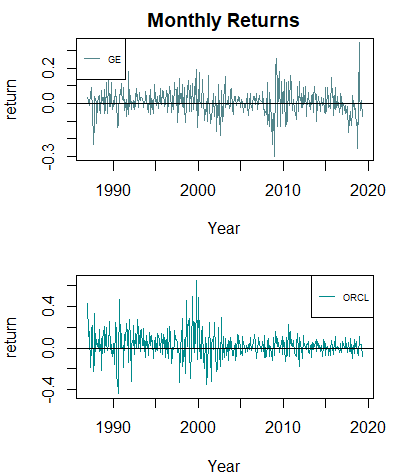 Monthly Returns
GE
return
0.2
0.0
-0.3
1990
2000
2010
2020
Year
ORCL
return
0.4
0.0
-0.4
1990
2000
2010
2020
Year